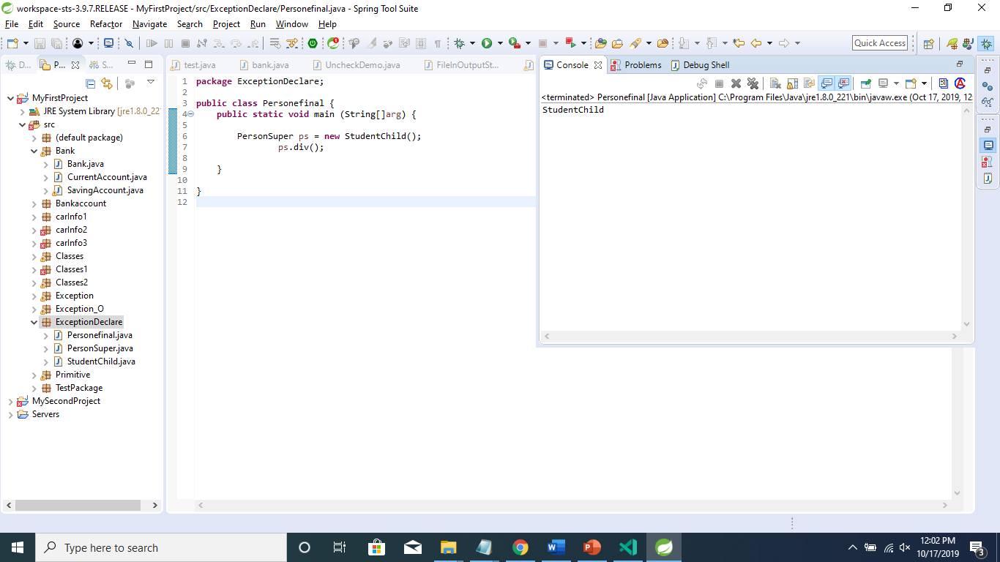 workspace-sts-3.9.7.RELEASE - MyFirstProject/src/ExceptionDeclare/Personefinal.java - Spring Tool Suite
File Edit Source Refactor Navigate Search Project Run Window Help
Quick Access
D... P... S...
MyFirstProject
JRE System Library [jre1.8.0_22
src
(default package)
Bank
Bank.java
CurrentAccount.java
SavingAccount.java
Bankaccount
carInfo1
carInfo2
carInfo3
Classes
Classes1
Classes2
Exception
Exception_O
ExceptionDeclare
Personefinal.java
PersonSuper.java
StudentChild.java
Primitive
TestPackage
MySecondProject
Servers
test.java bank.java UncheckDemo.java FileInOutputSt...
1 package ExceptionDeclare;
2
3 public class Personefinal {
4 public static void main (String[]arg) {
5
6 PersonSuper ps = new StudentChild();
7 ps.div();
8
9 }
10
11 }
12
Console Problems Debug Shell
<terminated> Personefinal [Java Application] C:\Program Files\Java\jre1.8.0_221\bin\javaw.exe (Oct 17, 2019, 12
StudentChild
Type here to search
12:02 PM
10/17/2019
3